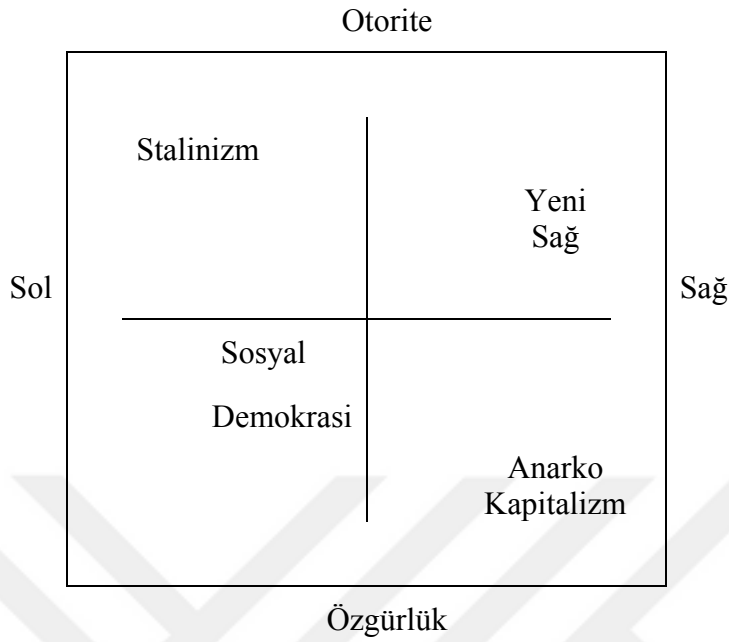 Otorite
Stalinizm
Yeni
Sağ
Sol
Sağ
Sosyal
Demokrasi
Anarko
Kapitalizm
Özgürlük